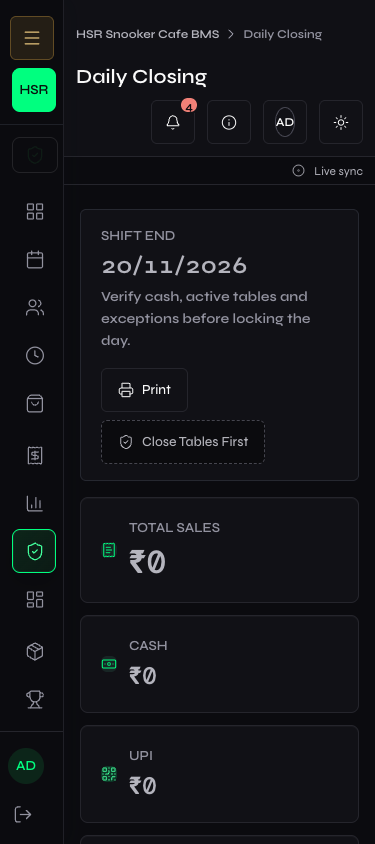 HSR
HSR Snooker Cafe BMS > Daily Closing
Daily Closing
4
AD
Live sync
SHIFT END
20/11/2026
Verify cash, active tables and
exceptions before locking the
day.
Print
Close Tables First
TOTAL SALES
₹0
CASH
₹0
UPI
₹0
AD